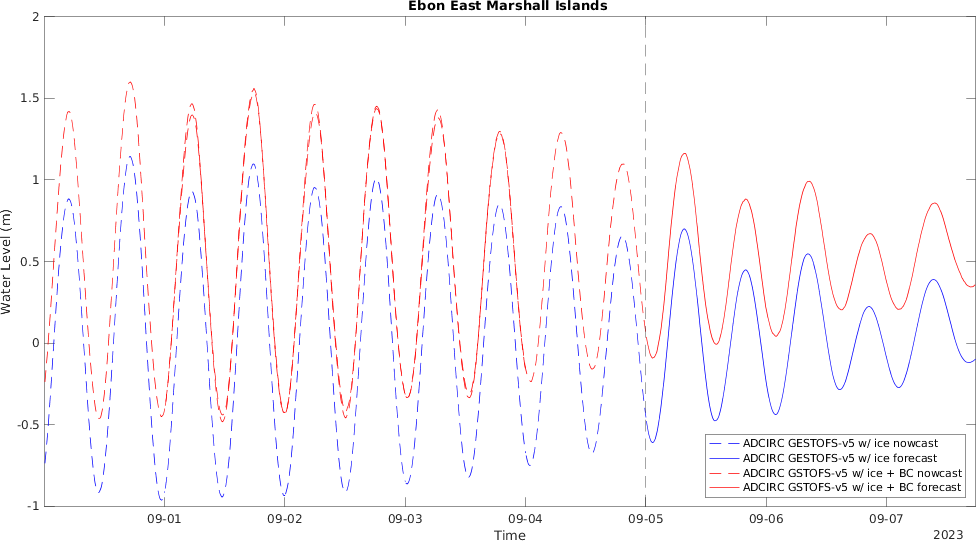 Ebon East Marshall Islands
2
1.5
1
0.5
0
-0.5
-1
Water Level (m)
09-01 09-02 09-03 09-04 09-05 09-06 09-07
Time
2023
ADCIRC GESTOFS-v5 w/ ice nowcast
ADCIRC GESTOFS-v5 w/ ice forecast
ADCIRC GSTOFS-v5 w/ ice + BC nowcast
ADCIRC GSTOFS-v5 w/ ice + BC forecast